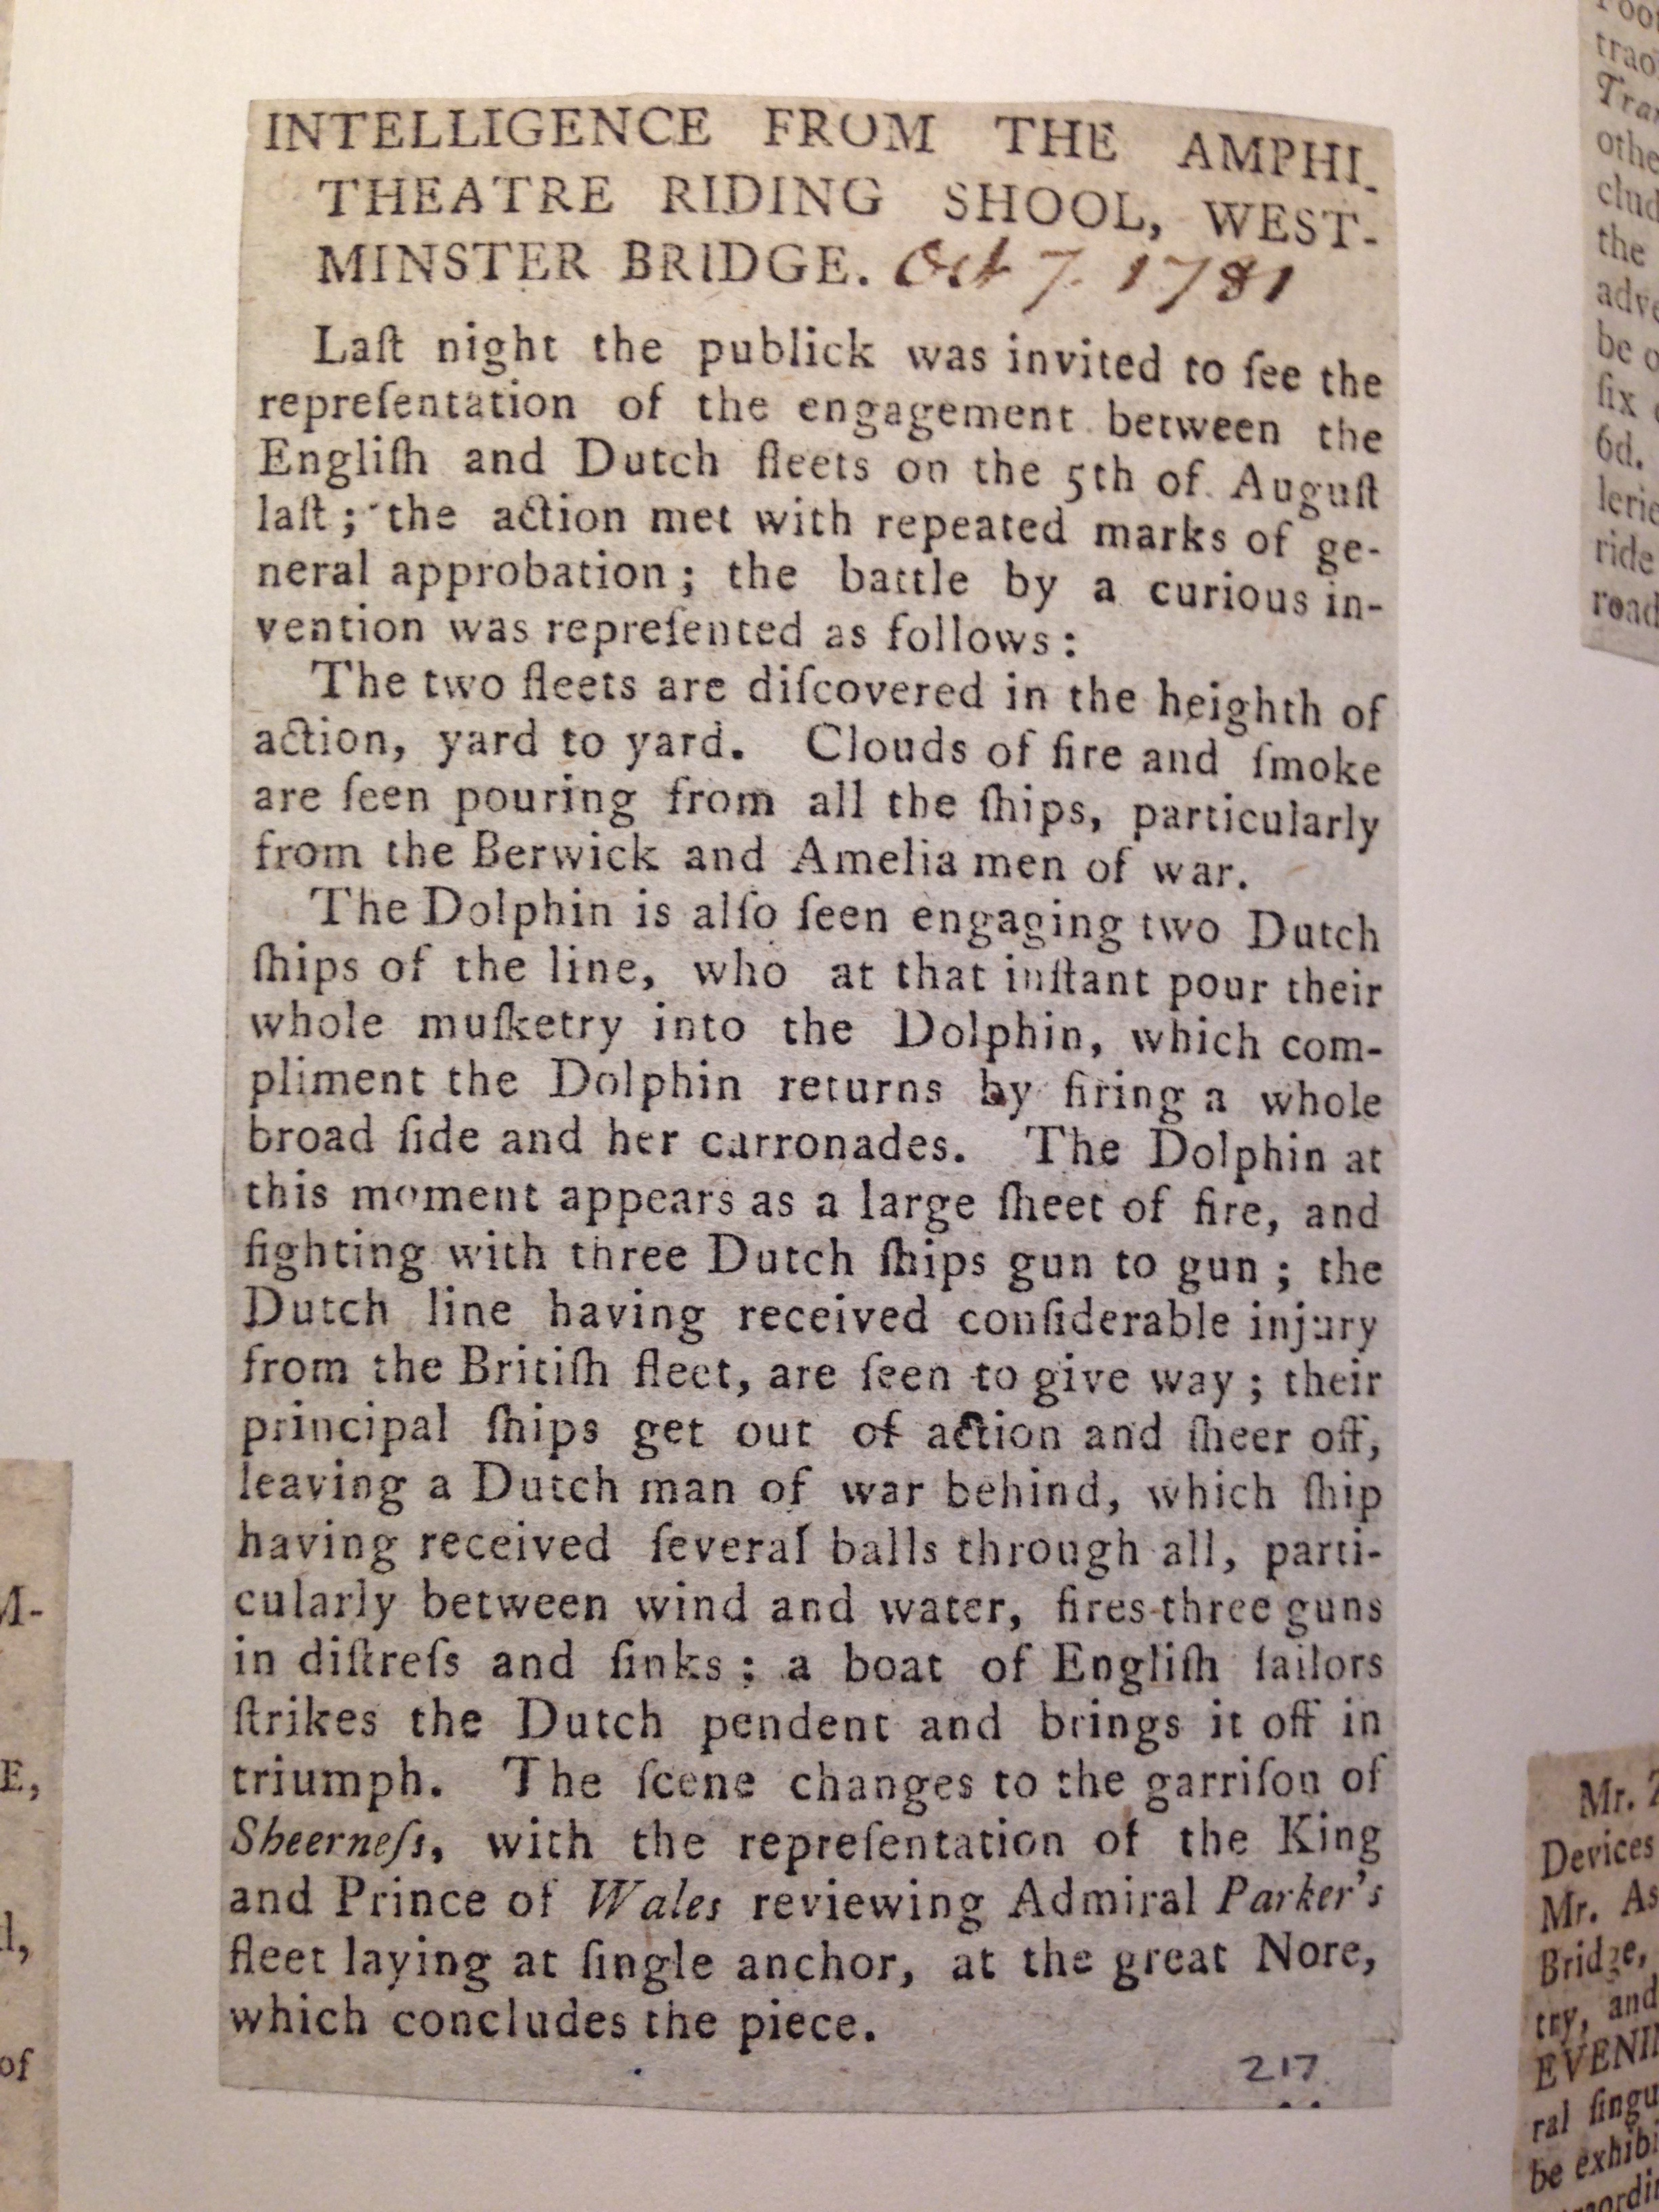 INTELLIGENCE FROM THE AMPHI-
THEATRE RIDING SHOOL, WEST-
MINSTER BRIDGE. Oct 7. 1781
Laſt night the publick was invited to ſee the
repreſentation of the engagement between the
Engliſh and Dutch fleets on the 5th of Auguſt
laſt; the action met with repeated marks of ge-
neral approbation; the battle by a curious in-
vention was repreſented as follows:
The two fleets are diſcovered in the heighth of
action, yard to yard. Clouds of fire and ſmoke
are ſeen pouring from all the ſhips, particularly
from the Berwick and Amelia men of war.
The Dolphin is alſo ſeen engaging two Dutch
ſhips of the line, who at that inſtant pour their
whole muſketry into the Dolphin, which com-
pliment the Dolphin returns by firing a whole
broad ſide and her carronades. The Dolphin at
this moment appears as a large ſheet of fire, and
fighting with three Dutch ſhips gun to gun; the
Dutch line having received conſiderable injury
from the Britiſh fleet, are ſeen to give way; their
principal ſhips get out of action and ſheer off,
leaving a Dutch man of war behind, which ſhip
having received ſeveral balls through all, parti-
cularly between wind and water, fires three guns
in diſtreſs and ſinks; a boat of Engliſh ſailors
ſtrikes the Dutch pendent and brings it off in
triumph. The ſcene changes to the garriſon of
Sheerneſs, with the repreſentation of the King
and Prince of Wales reviewing Admiral Parker's
fleet laying at ſingle anchor, at the great Nore,
which concludes the piece.
217
othe
the
be
ſix
6d.
ride
road
M-
E,
of
Mr.
Devices
Mr. As
Bridge,
try, and
EVENIN
ral ſingu
be exhibi